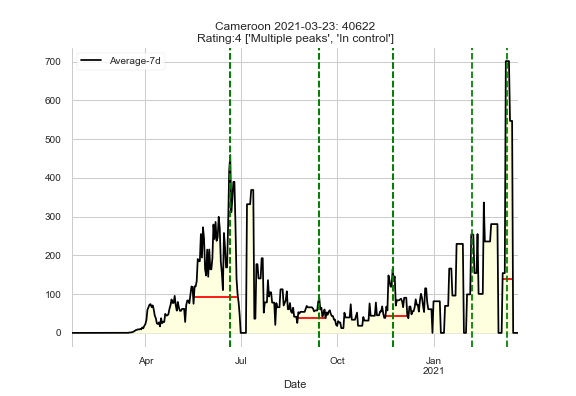 Cameroon 2021-03-23: 40622
Rating:4 ['Multiple peaks', 'In control']
Average-7d
700
600
500
400
300
200
100
0
Apr
Jul
Oct
Jan
2021
Date